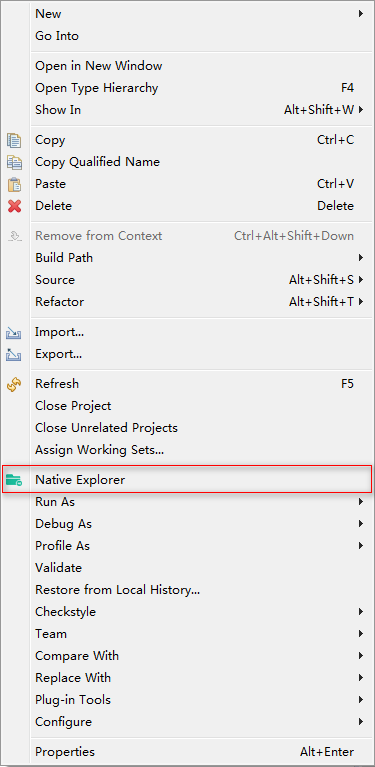 New
Go Into
Open in New Window
Open Type Hierarchy F4
Show In Alt+Shift+W
Copy Ctrl+C
Copy Qualified Name
Paste Ctrl+V
Delete Delete
Remove from Context Ctrl+Alt+Shift+Down
Build Path
Source Alt+Shift+S
Refactor Alt+Shift+T
Import...
Export...
Refresh F5
Close Project
Close Unrelated Projects
Assign Working Sets...
Native Explorer
Run As
Debug As
Profile As
Validate
Restore from Local History...
Checkstyle
Team
Compare With
Replace With
Plug-in Tools
Configure
Properties Alt+Enter